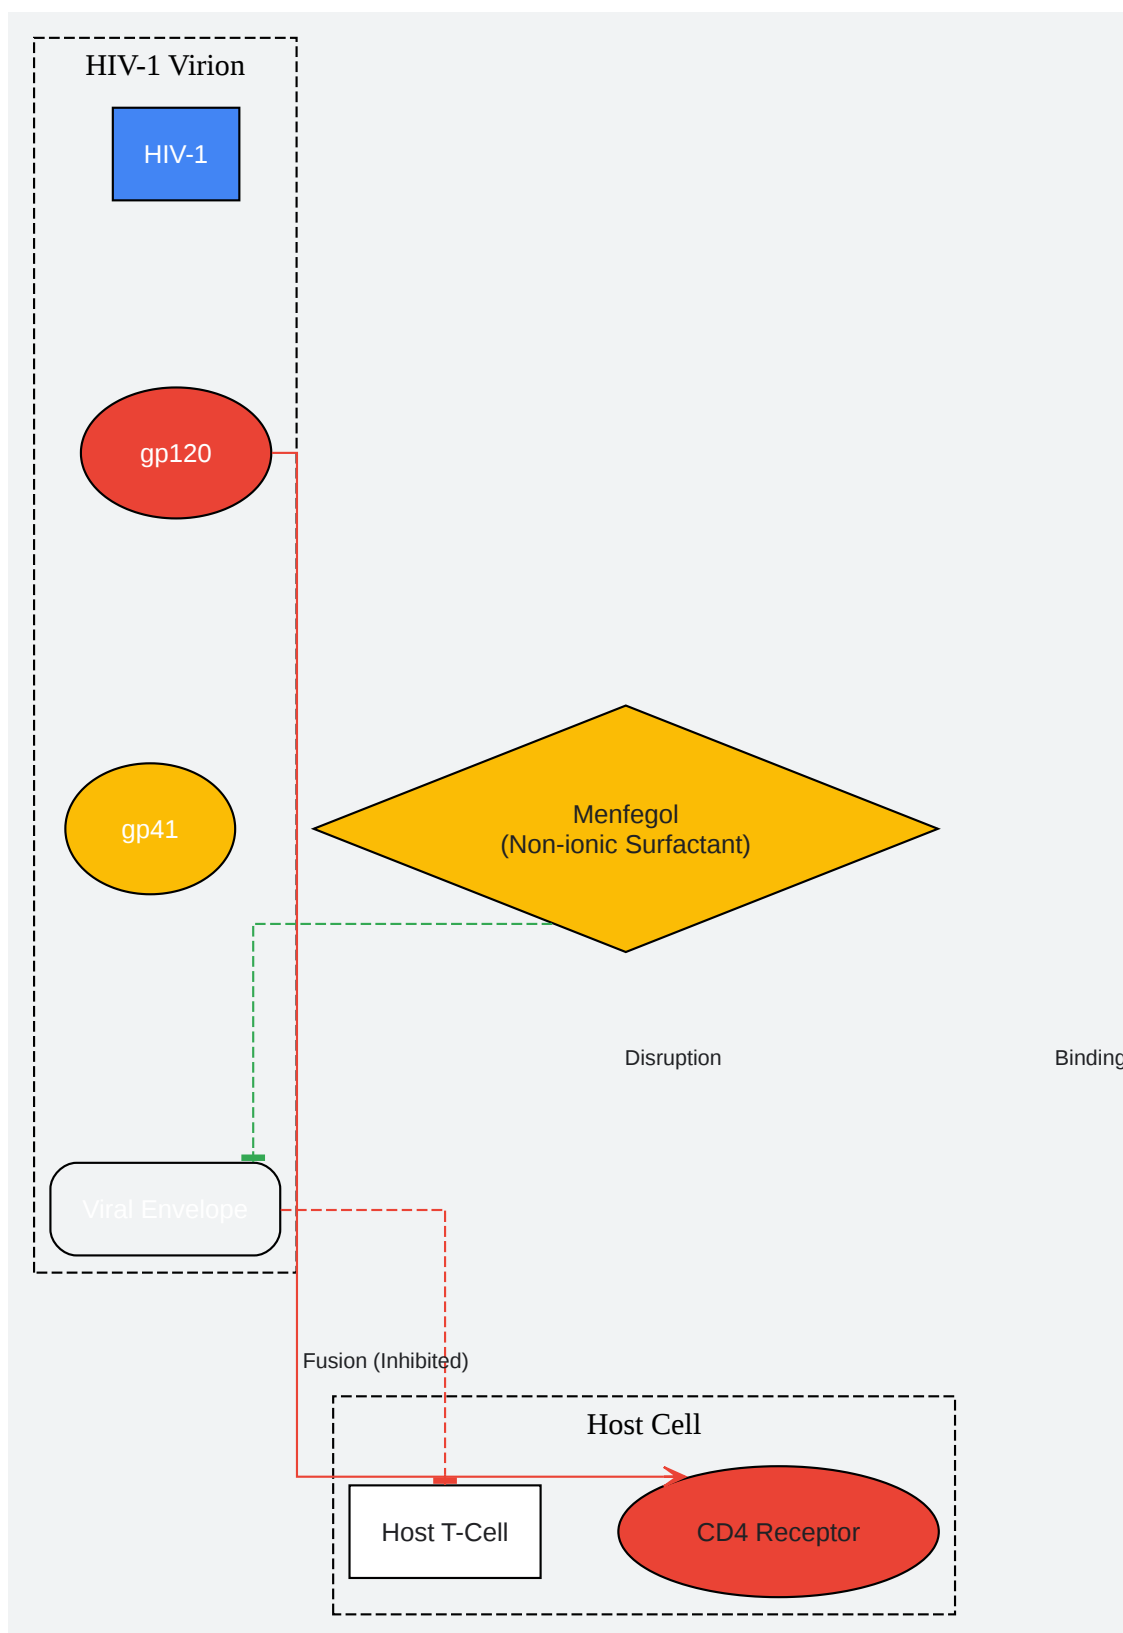 HIV-1 Virion
HIV-1
gp120
gp41
Menfegol
(Non-ionic Surfactant)
Disruption
Binding
Viral Envelope
Fusion (Inhibited)
Host Cell
Host T-Cell
CD4 Receptor